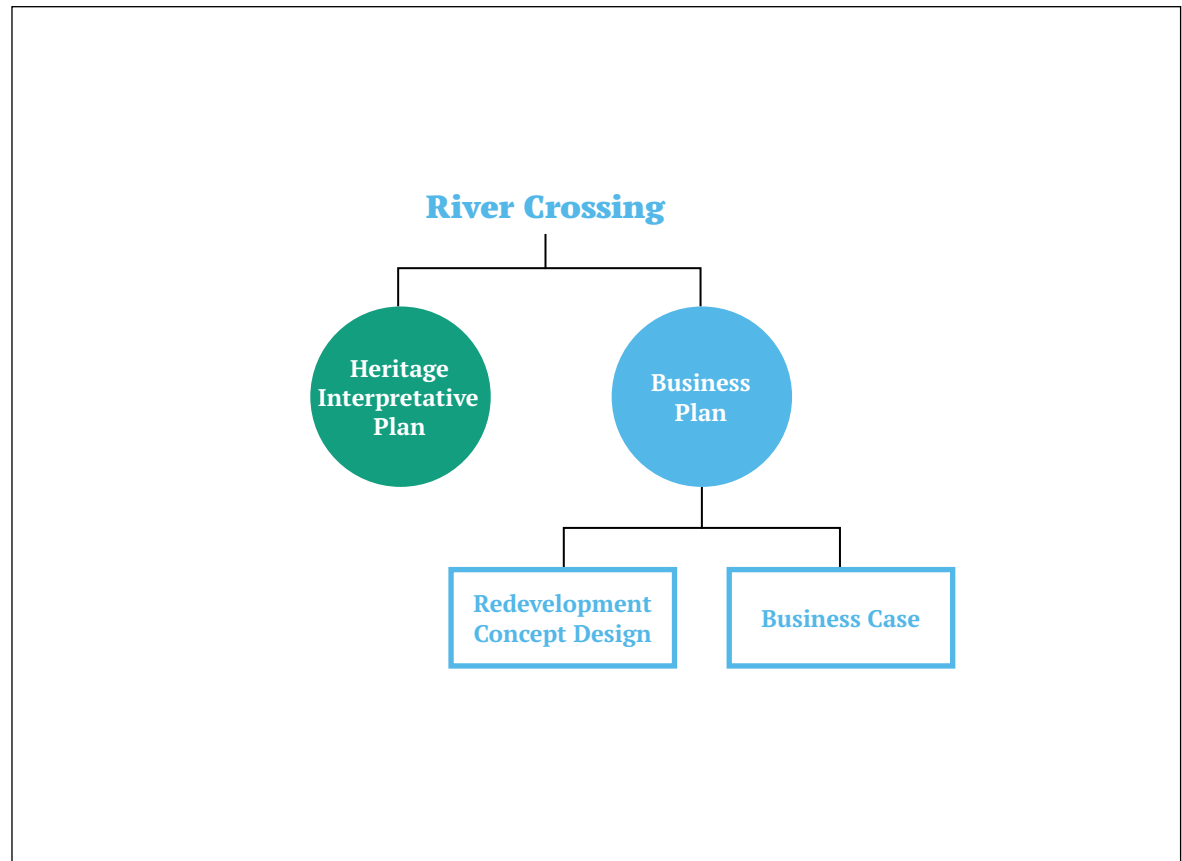 River Crossing
Heritage
Interpretative
Plan
Business
Plan
Redevelopment
Concept Design
Business Case